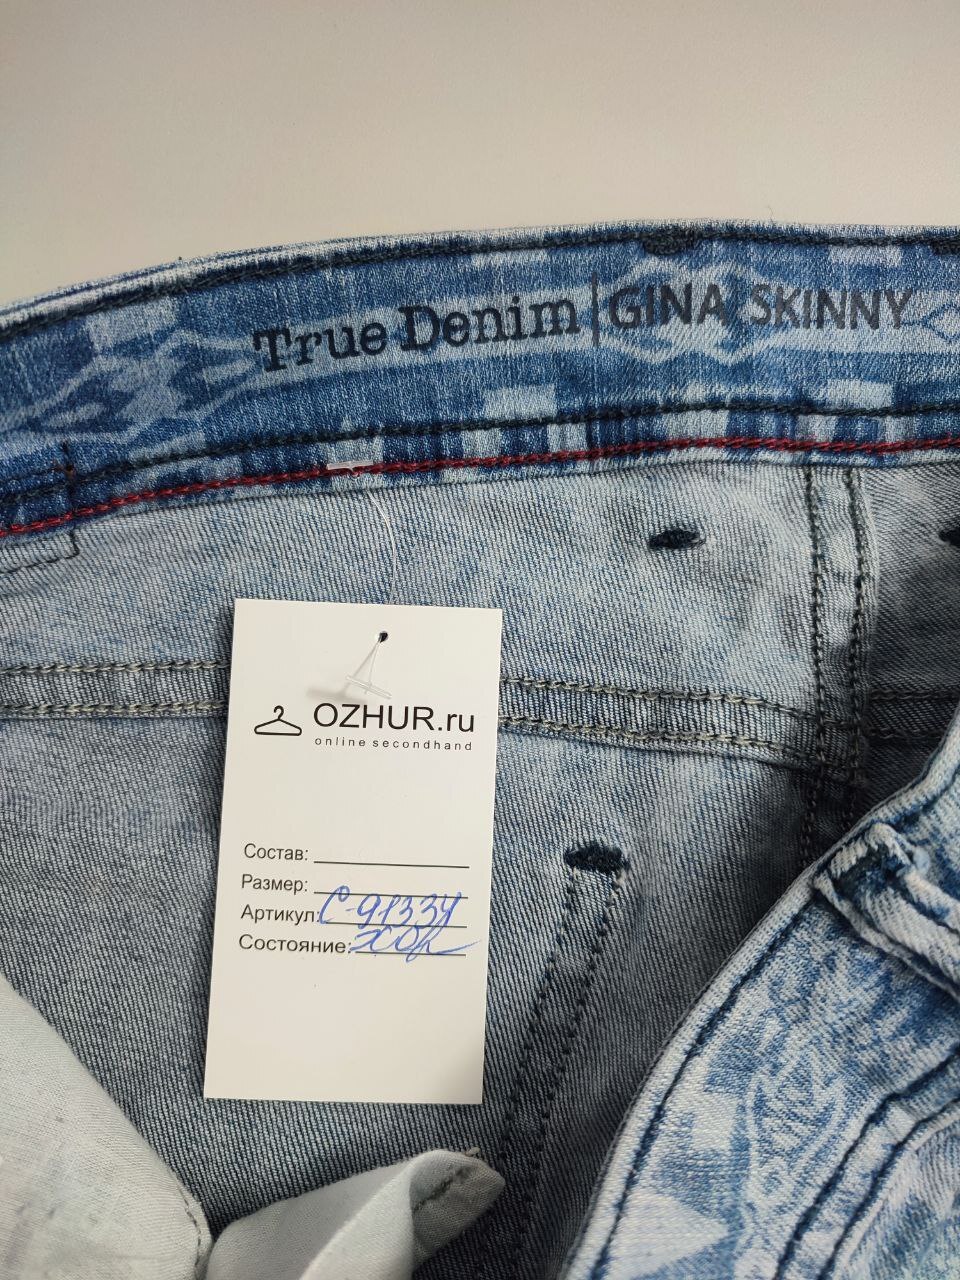 True Denim | GINA SKINNY
OZHUR.ru
online secondhand
Состав:
Размер:
Артикул: С-91334
Состояние: хор